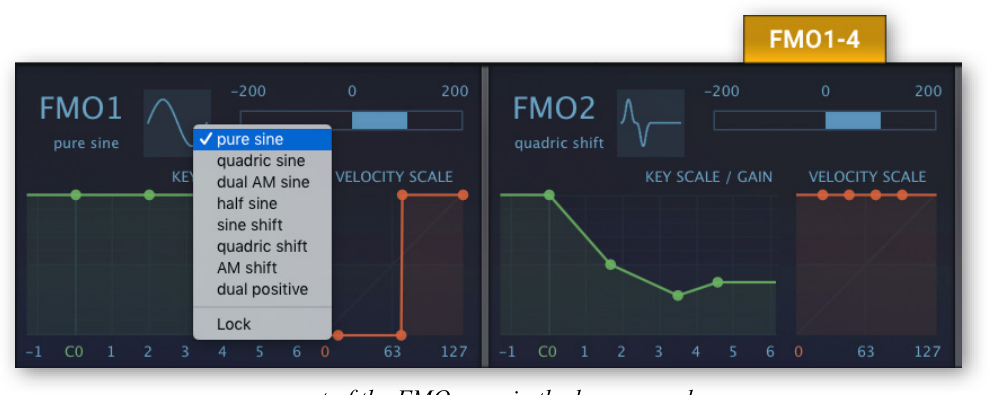 FMO1-4
FMO1
pure sine
-200 0 200
✓ pure sine
quadric sine
dual AM sine
half sine
sine shift
quadric shift
AM shift
dual positive
Lock
KEY
VELOCITY SCALE
-1 C0 1 2 3 4 5 6
0 63 127
FMO2
quadric shift
-200 0 200
KEY SCALE / GAIN
VELOCITY SCALE
-1 C0 1 2 3 4 5 6
0 63 127